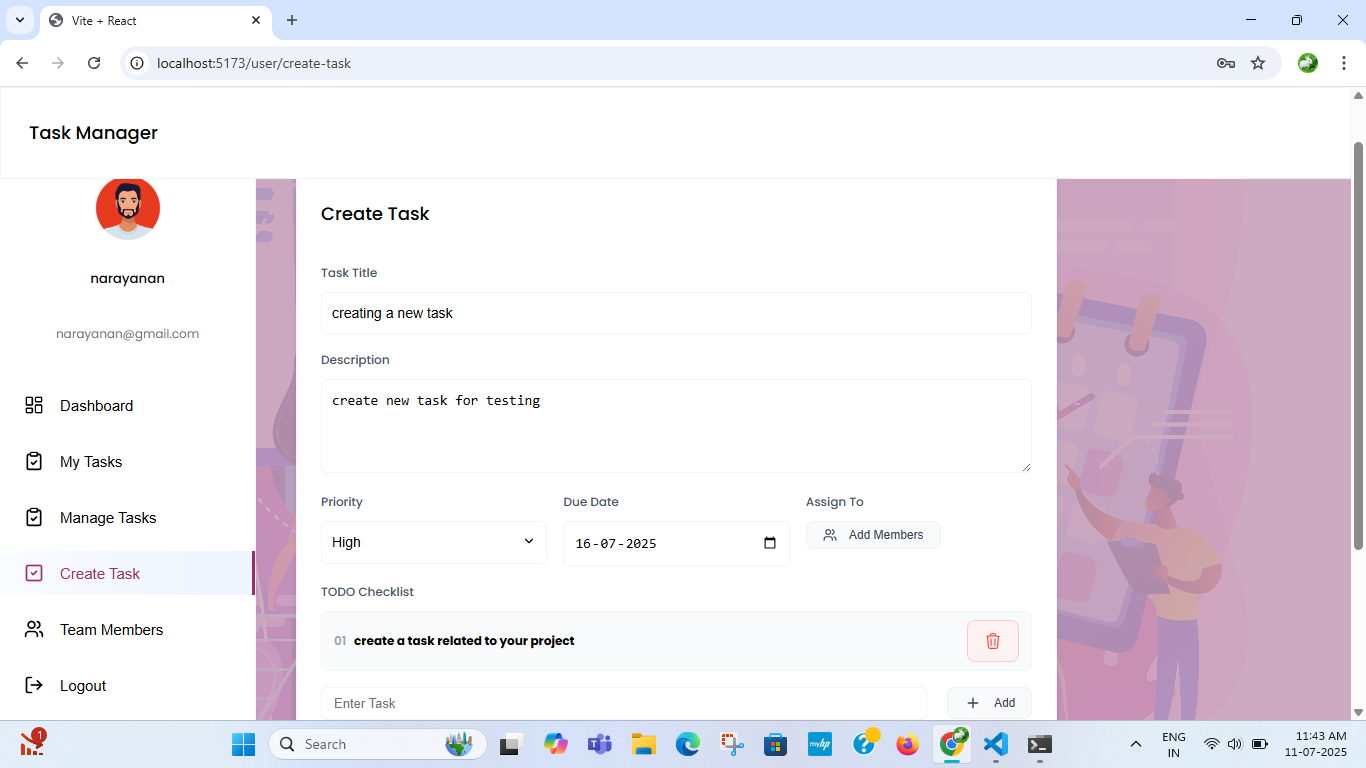 Vite + React
localhost:5173/user/create-task
Task Manager
narayanan
narayanan@gmail.com
Dashboard
My Tasks
Manage Tasks
Create Task
Team Members
Logout
Create Task
Task Title
creating a new task
Description
create new task for testing
Priority
Due Date
Assign To
High
16-07-2025
Add Members
TODO Checklist
01 create a task related to your project
Enter Task
Add
1
Search
myhp
ENG
IN
11:43 AM
11-07-2025